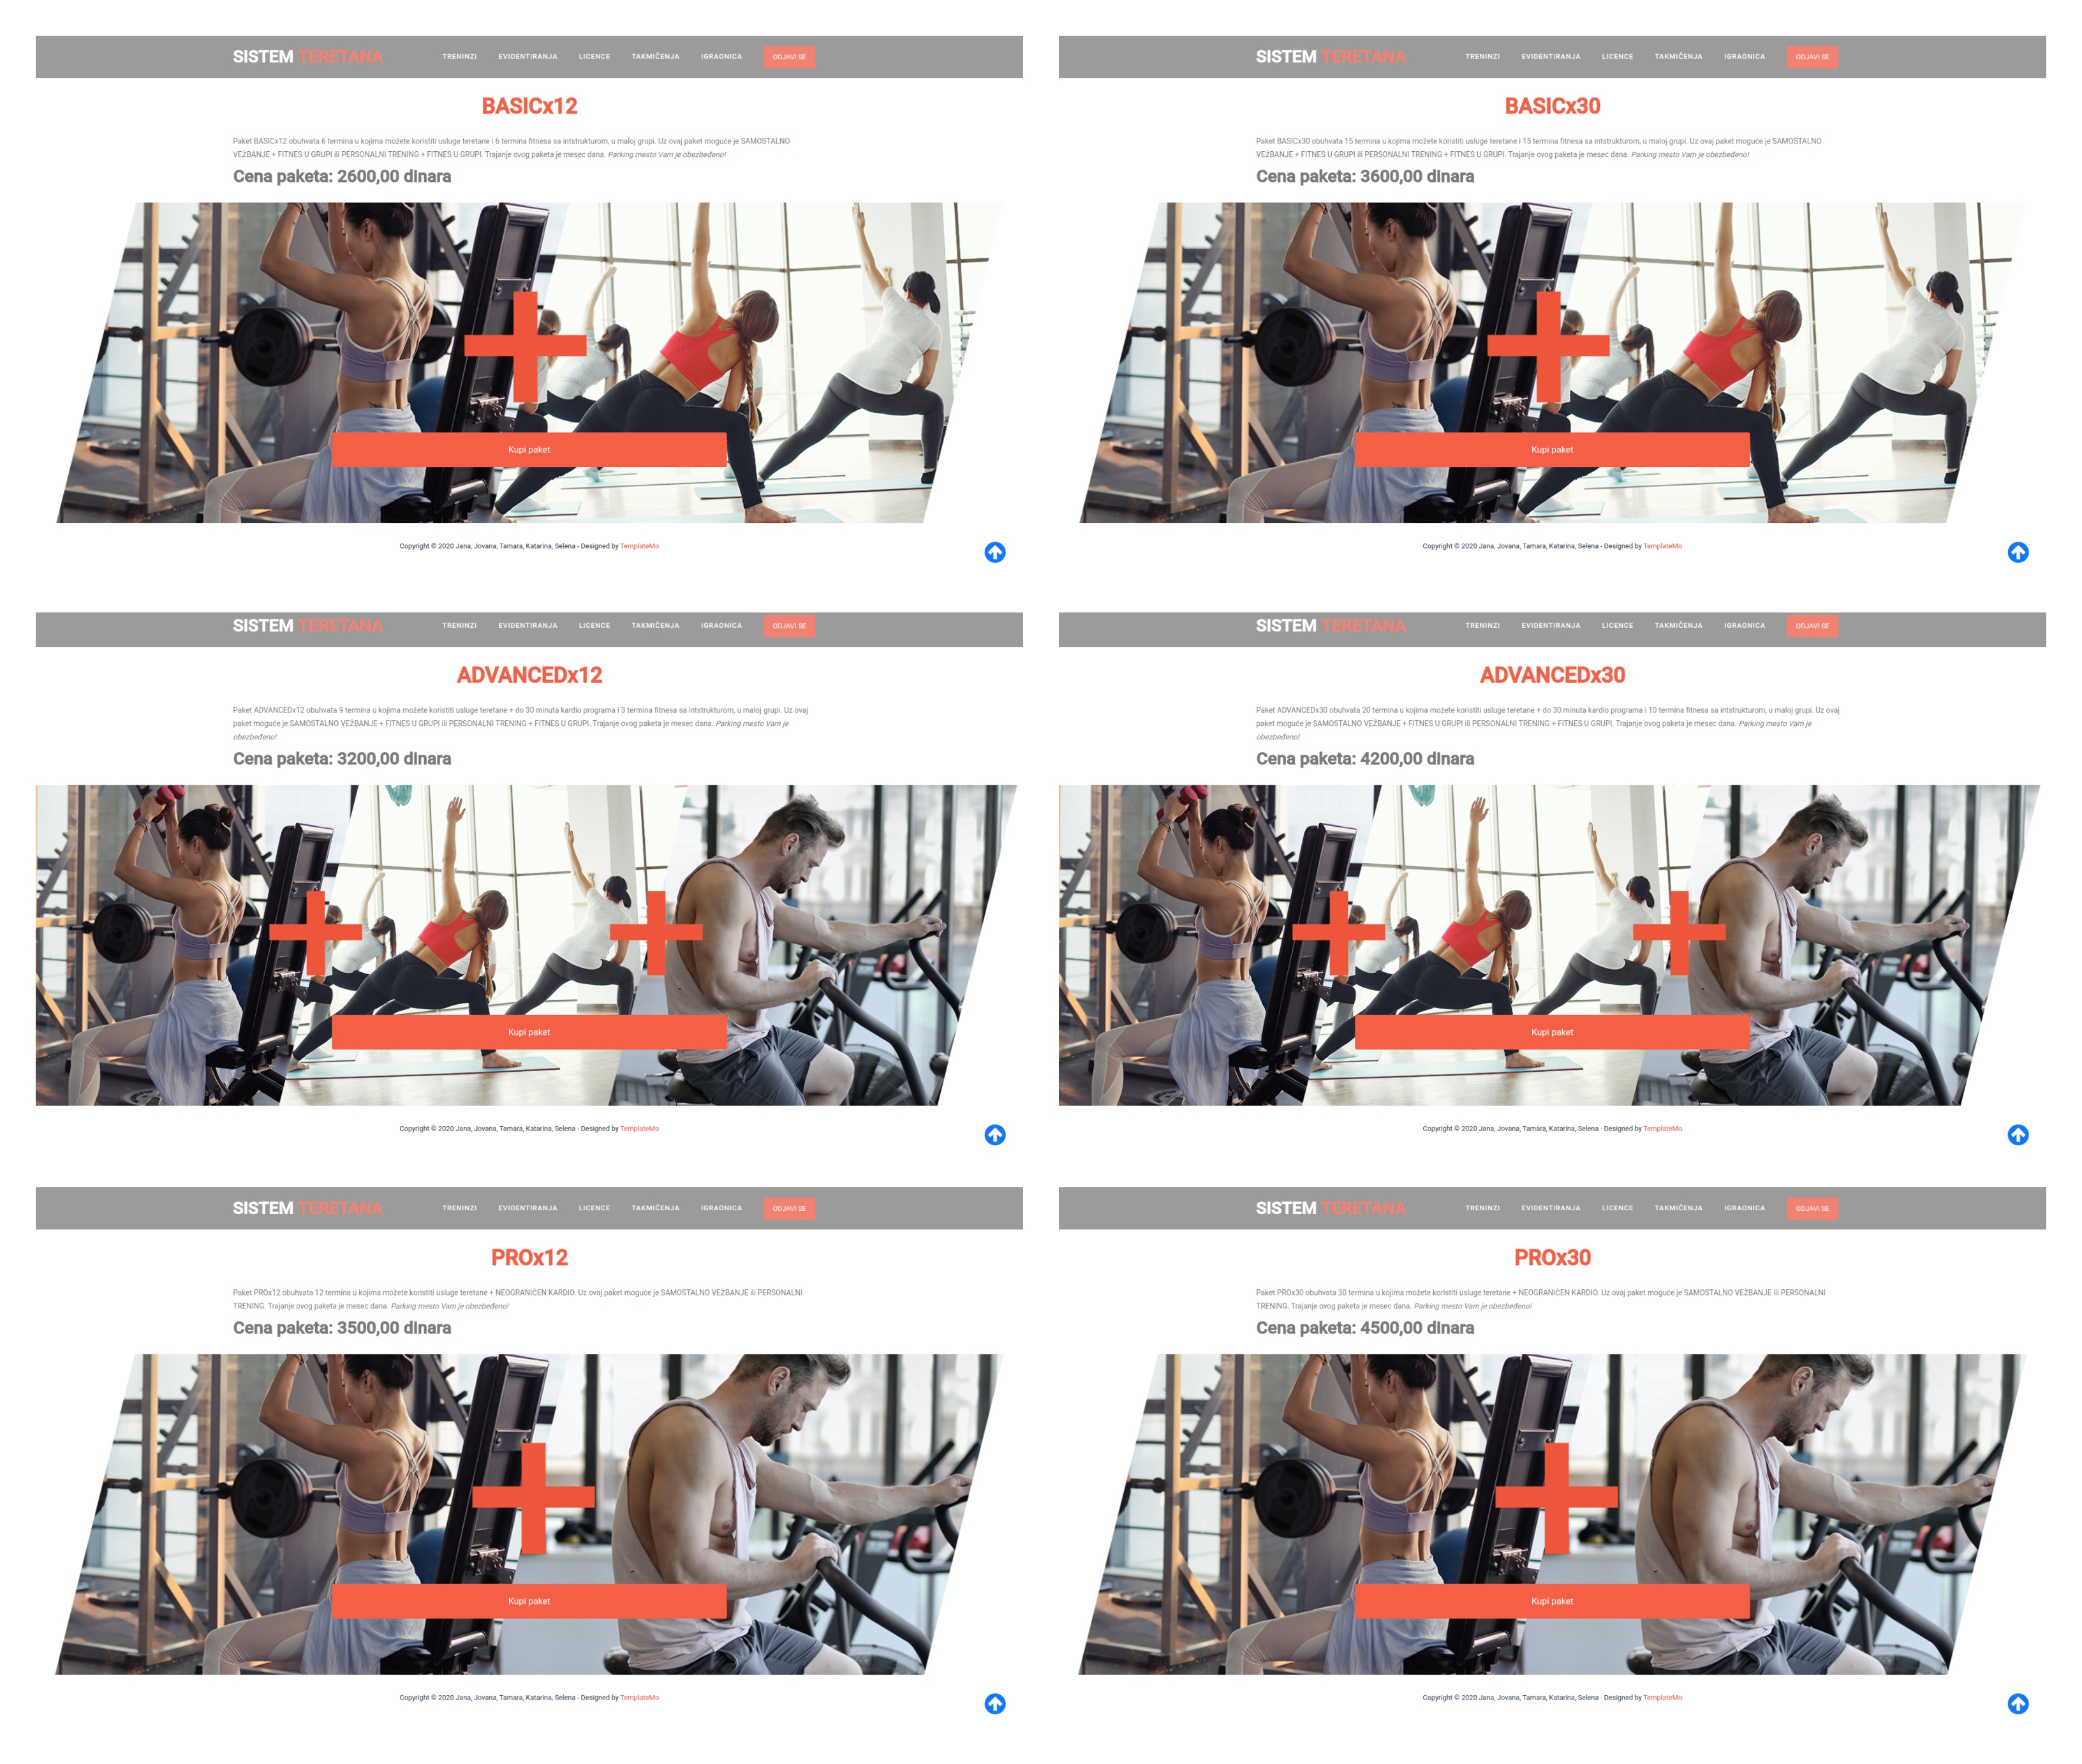 SISTEM TERETANA TRENINZI EVIDENTIRANJA LICENCE TAKMIČENJA IGRAONICA ODJAVI SE
BASICx12
Paket BASICx12 obuhvata 6 termina u kojima možete koristiti usluge teretane i 6 termina fitnesa sa intstrukturom, u maloj grupi. Uz ovaj paket moguće je SAMOSTALNO
VEŽBANJE + FITNES U GRUPI ili PERSONALNI TRENING + FITNES U GRUPI. Trajanje ovog paketa je mesec dana. Parking mesto Vam je obezbeđeno!
Cena paketa: 2600,00 dinara
Kupi paket
Copyright © 2020 Jana, Jovana, Tamara, Katarina, Selena - Designed by TemplateMo
SISTEM TERETANA TRENINZI EVIDENTIRANJA LICENCE TAKMIČENJA IGRAONICA ODJAVI SE
BASICx30
Paket BASICx30 obuhvata 15 termina u kojima možete koristiti usluge teretane i 15 termina fitnesa sa intstrukturom, u maloj grupi. Uz ovaj paket moguće je SAMOSTALNO
VEŽBANJE + FITNES U GRUPI ili PERSONALNI TRENING + FITNES U GRUPI. Trajanje ovog paketa je mesec dana. Parking mesto Vam je obezbeđeno!
Cena paketa: 3600,00 dinara
Kupi paket
Copyright © 2020 Jana, Jovana, Tamara, Katarina, Selena - Designed by TemplateMo
SISTEM TERETANA TRENINZI EVIDENTIRANJA LICENCE TAKMIČENJA IGRAONICA ODJAVI SE
ADVANCEDx12
Paket ADVANCEDx12 obuhvata 9 termina u kojima možete koristiti usluge teretane + do 30 minuta kardio programa i 3 termina fitnesa sa intstrukturom, u maloj grupi. Uz ovaj
paket moguće je SAMOSTALNO VEŽBANJE + FITNES U GRUPI ili PERSONALNI TRENING + FITNES U GRUPI. Trajanje ovog paketa je mesec dana. Parking mesto Vam je
obezbeđeno!
Cena paketa: 3200,00 dinara
Kupi paket
Copyright © 2020 Jana, Jovana, Tamara, Katarina, Selena - Designed by TemplateMo
SISTEM TERETANA TRENINZI EVIDENTIRANJA LICENCE TAKMIČENJA IGRAONICA ODJAVI SE
ADVANCEDx30
Paket ADVANCEDx30 obuhvata 20 termina u kojima možete koristiti usluge teretane + do 30 minuta kardio programa i 10 termina fitnesa sa intstrukturom, u maloj grupi. Uz ovaj
paket moguće je SAMOSTALNO VEŽBANJE + FITNES U GRUPI ili PERSONALNI TRENING + FITNES U GRUPI. Trajanje ovog paketa je mesec dana. Parking mesto Vam je
obezbeđeno!
Cena paketa: 4200,00 dinara
Kupi paket
Copyright © 2020 Jana, Jovana, Tamara, Katarina, Selena - Designed by TemplateMo
SISTEM TERETANA TRENINZI EVIDENTIRANJA LICENCE TAKMIČENJA IGRAONICA ODJAVI SE
PROx12
Paket PROx12 obuhvata 12 termina u kojima možete koristiti usluge teretane + NEOGRANIČEN KARDIO. Uz ovaj paket moguće je SAMOSTALNO VEŽBANJE ili PERSONALNI
TRENING. Trajanje ovog paketa je mesec dana. Parking mesto Vam je obezbeđeno!
Cena paketa: 3500,00 dinara
Kupi paket
Copyright © 2020 Jana, Jovana, Tamara, Katarina, Selena - Designed by TemplateMo
SISTEM TERETANA TRENINZI EVIDENTIRANJA LICENCE TAKMIČENJA IGRAONICA ODJAVI SE
PROx30
Paket PROx30 obuhvata 30 termina u kojima možete koristiti usluge teretane + NEOGRANIČEN KARDIO. Uz ovaj paket moguće je SAMOSTALNO VEŽBANJE ili PERSONALNI
TRENING. Trajanje ovog paketa je mesec dana. Parking mesto Vam je obezbeđeno!
Cena paketa: 4500,00 dinara
Kupi paket
Copyright © 2020 Jana, Jovana, Tamara, Katarina, Selena - Designed by TemplateMo